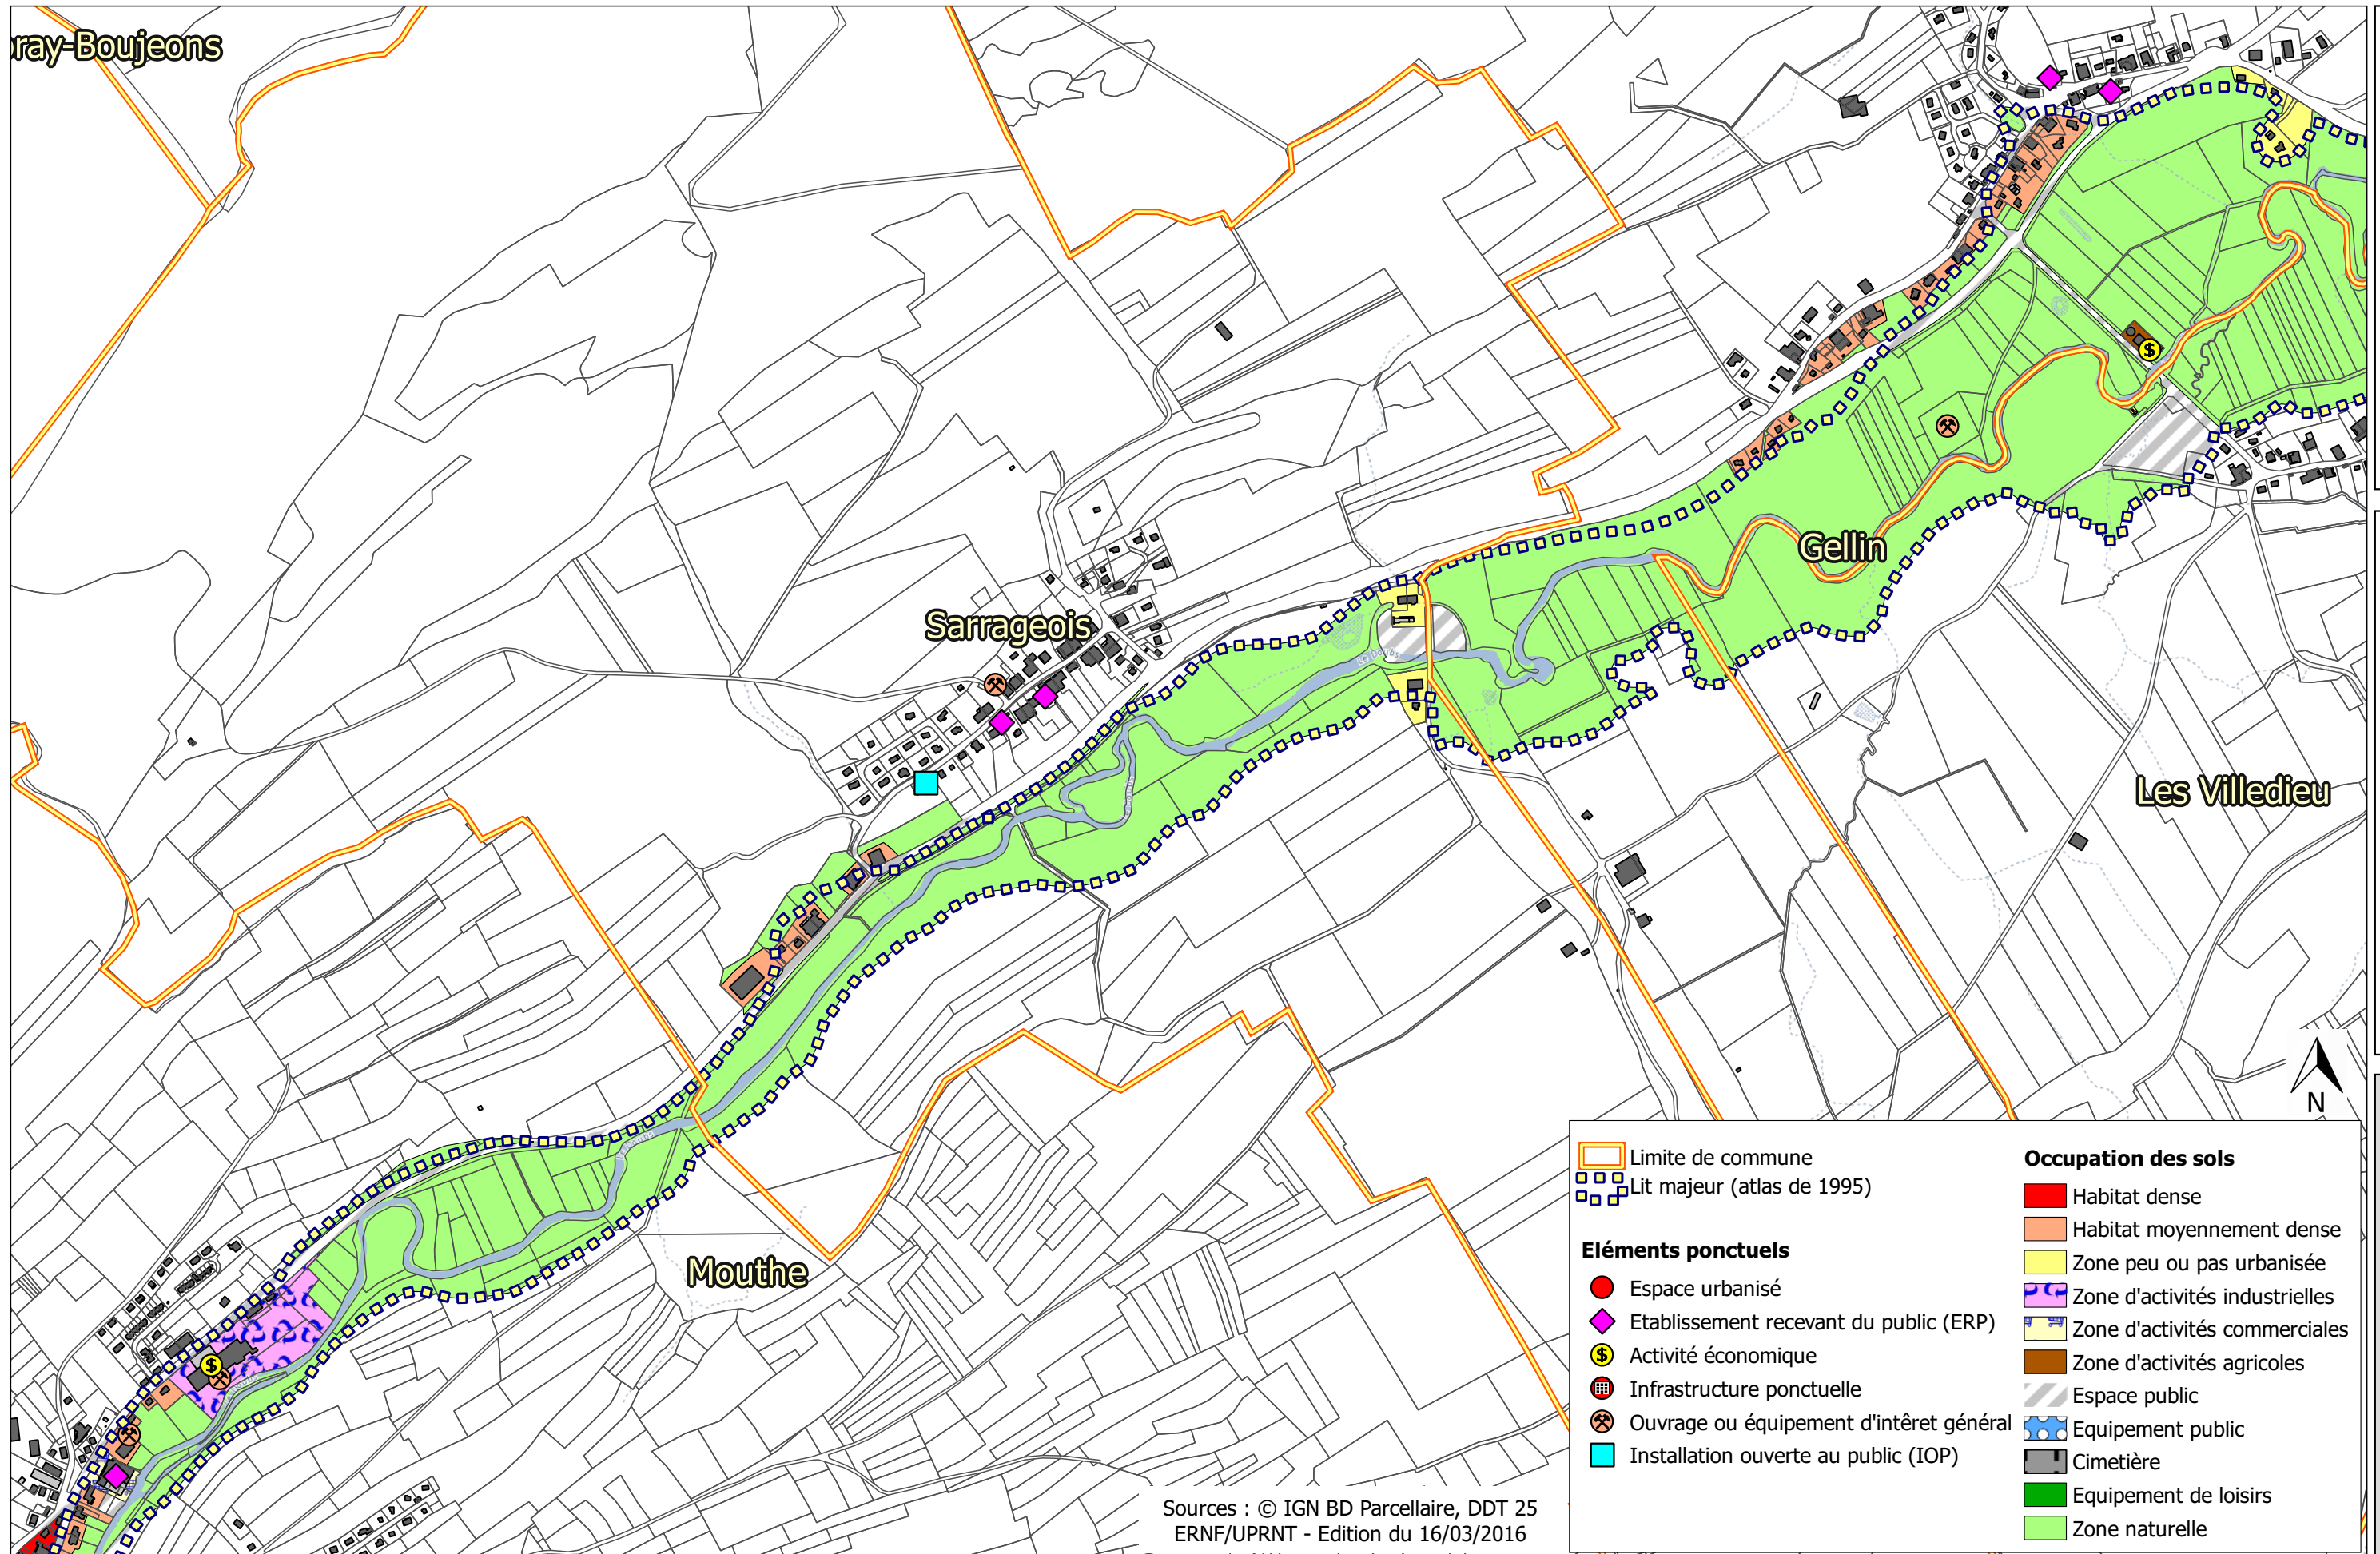 ray-Boujeons
Gellin
Sarrageois
Le Doubs
Les Villedieu
Mouthe
N
Limite de commune
Lit majeur (atlas de 1995)
Eléments ponctuels
Espace urbanisé
Etablissement recevant du public (ERP)
Activité économique
Infrastructure ponctuelle
Ouvrage ou équipement d'intêret général
Installation ouverte au public (IOP)
Occupation des sols
Habitat dense
Habitat moyennement dense
Zone peu ou pas urbanisée
Zone d'activités industrielles
Zone d'activités commerciales
Zone d'activités agricoles
Espace public
Equipement public
Cimetière
Equipement de loisirs
Zone naturelle
Sources : © IGN BD Parcellaire, DDT 25
ERNF/UPRNT - Edition du 16/03/2016